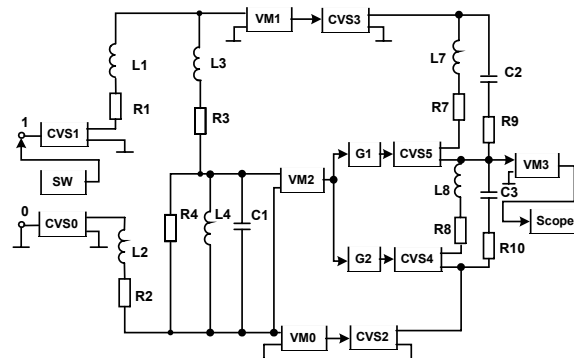 VM1
CVS3
L1
L3
L7
C2
R1
R3
R7
R9
1
CVS1
G1
CVS5
VM3
SW
VM2
L8
C3
0
CVS0
R4
L4
C1
Scope
L2
R8
R10
G2
CVS4
R2
VM0
CVS2